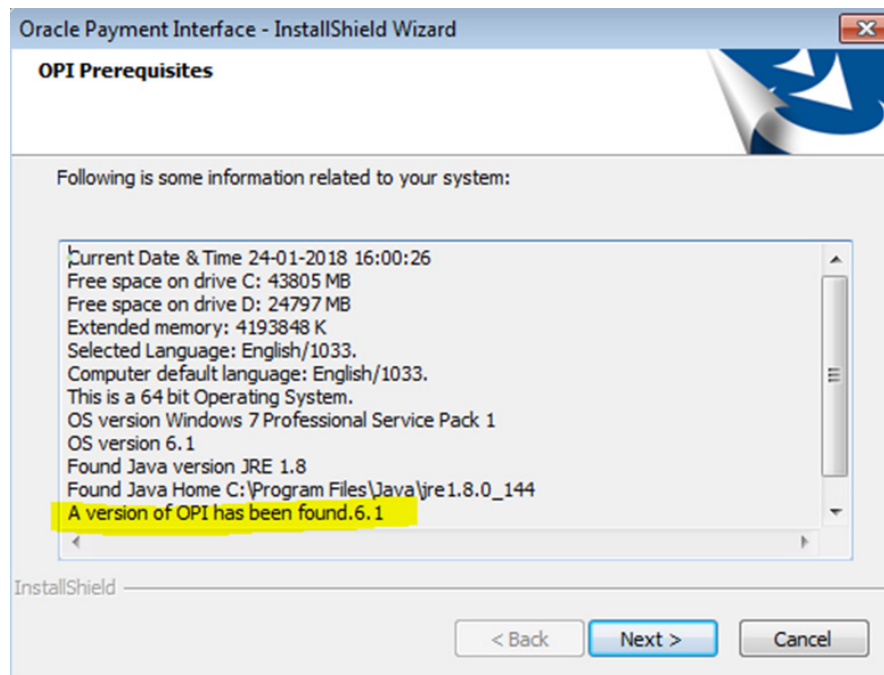 Oracle Payment Interface - InstallShield Wizard
OPI Prerequisites
Following is some information related to your system:
Current Date & Time 24-01-2018 16:00:26
Free space on drive C: 43805 MB
Free space on drive D: 24797 MB
Extended memory: 4193848 K
Selected Language: English/1033.
Computer default language: English/1033.
This is a 64 bit Operating System.
OS version Windows 7 Professional Service Pack 1
OS version 6.1
Found Java version JRE 1.8
Found Java Home C:\Program Files\Java\jre1.8.0_144
A version of OPI has been found.6.1
InstallShield
< Back
Next >
Cancel